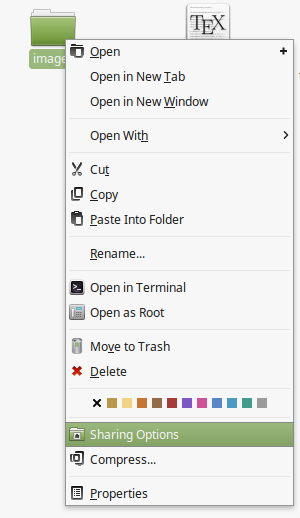 TEX
image
Open +
Open in New Tab
Open in New Window
Open With
Cut
Copy
Paste Into Folder
Rename...
Open in Terminal
Open as Root
Move to Trash
Delete
Sharing Options
Compress...
Properties